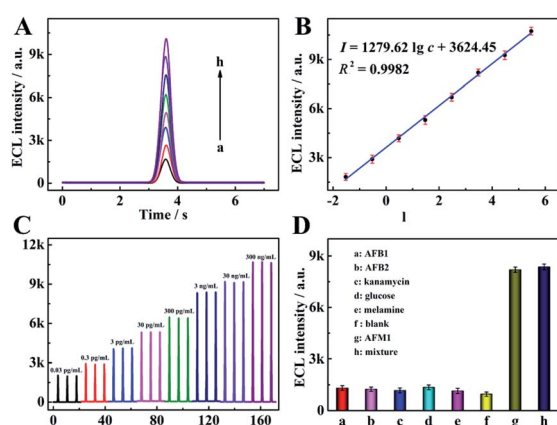 A
ECL intensity / a.u.
9k
6k
3k
0
h
a
0 2 4 6
Time / s
B
ECL intensity / a.u.
9k
6k
3k
I = 1279.62 lg c + 3624.45
R² = 0.9982
-2 0 2 4 6
l
C
ECL intensity / a.u.
12k
9k
6k
3k
0
0.03 pg/mL
0.3 pg/mL
3 pg/mL
30 pg/mL
300 pg/mL
3 ng/mL
30 ng/mL
300 ng/mL
0 40 80 120 160
D
ECL intensity / a.u.
9k
6k
3k
0
a: AFB1
b: AFB2
c: kanamycin
d: glucose
e: melamine
f : blank
g: AFM1
h: mixture
a b c d e f g h